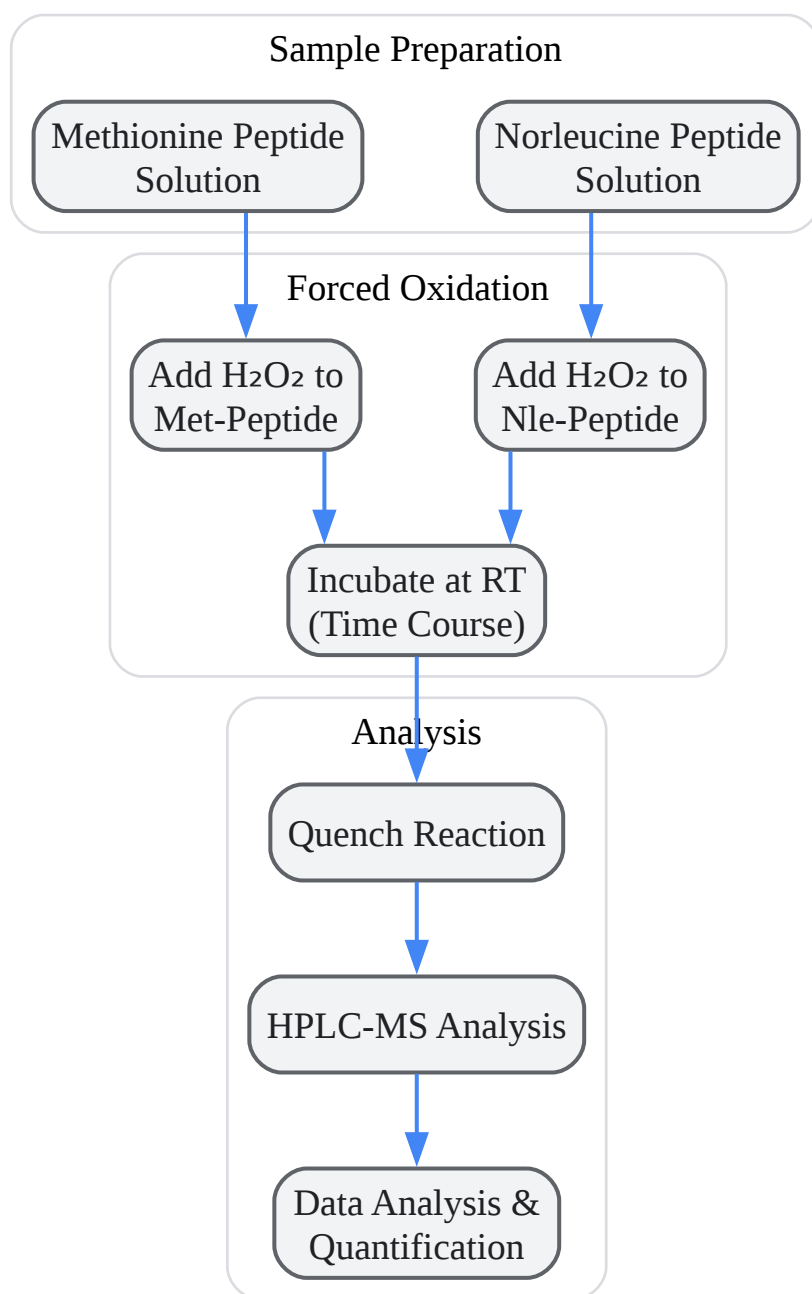 Sample Preparation
Methionine Peptide
Solution
Norleucine Peptide
Solution
Forced Oxidation
Add H₂O₂ to
Met-Peptide
Add H₂O₂ to
Nle-Peptide
Incubate at RT
(Time Course)
Analysis
Quench Reaction
HPLC-MS Analysis
Data Analysis &
Quantification